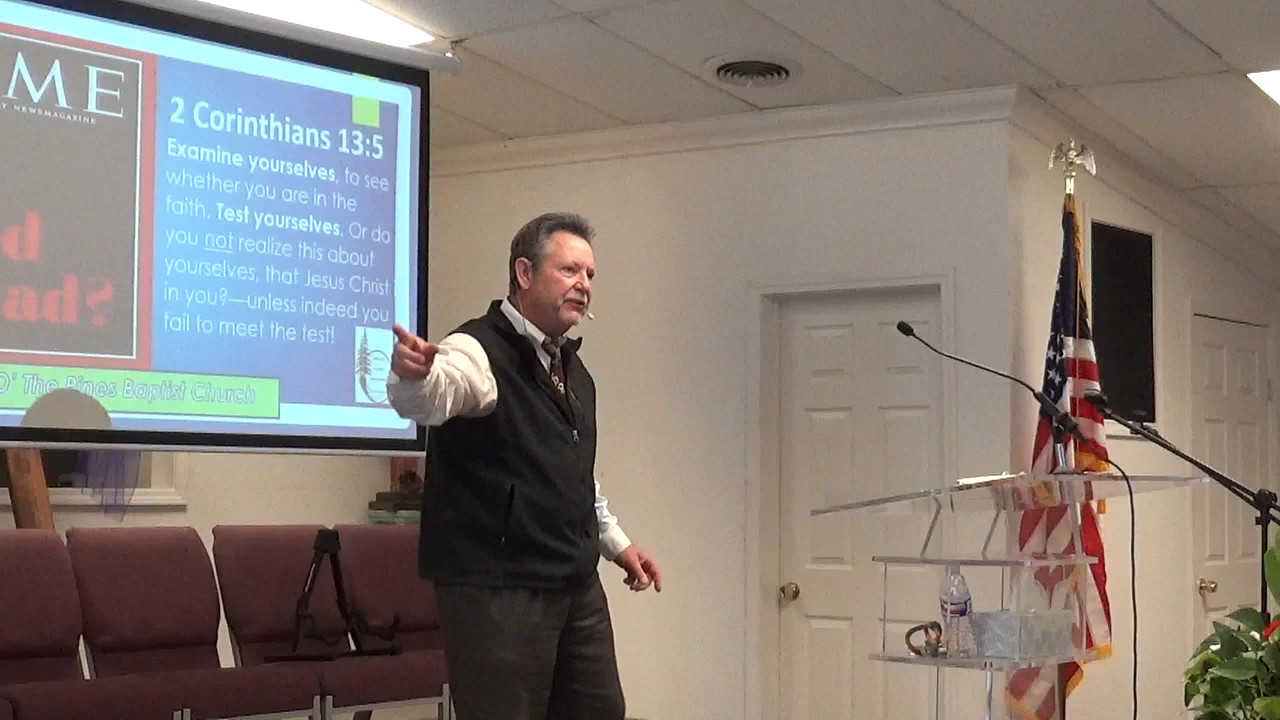 ME
Y NEWSMAGAZINE
d
ad?
2 Corinthians 13:5
Examine yourselves, to see
whether you are in the
faith. Test yourselves. Or do
you not realize this about
yourselves, that Jesus Christ
in you?—unless indeed you
fail to meet the test!
O' The Pines Baptist Church